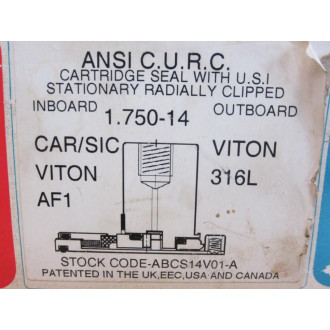 ANSI C.U.R.C.
CARTRIDGE SEAL WITH U.S.I
STATIONARY RADIALLY CLIPPED
INBOARD OUTBOARD
1.750-14
CAR/SIC VITON
VITON 316L
AF1
STOCK CODE-ABCS14V01-A
PATENTED IN THE UK,EEC,USA AND CANADA